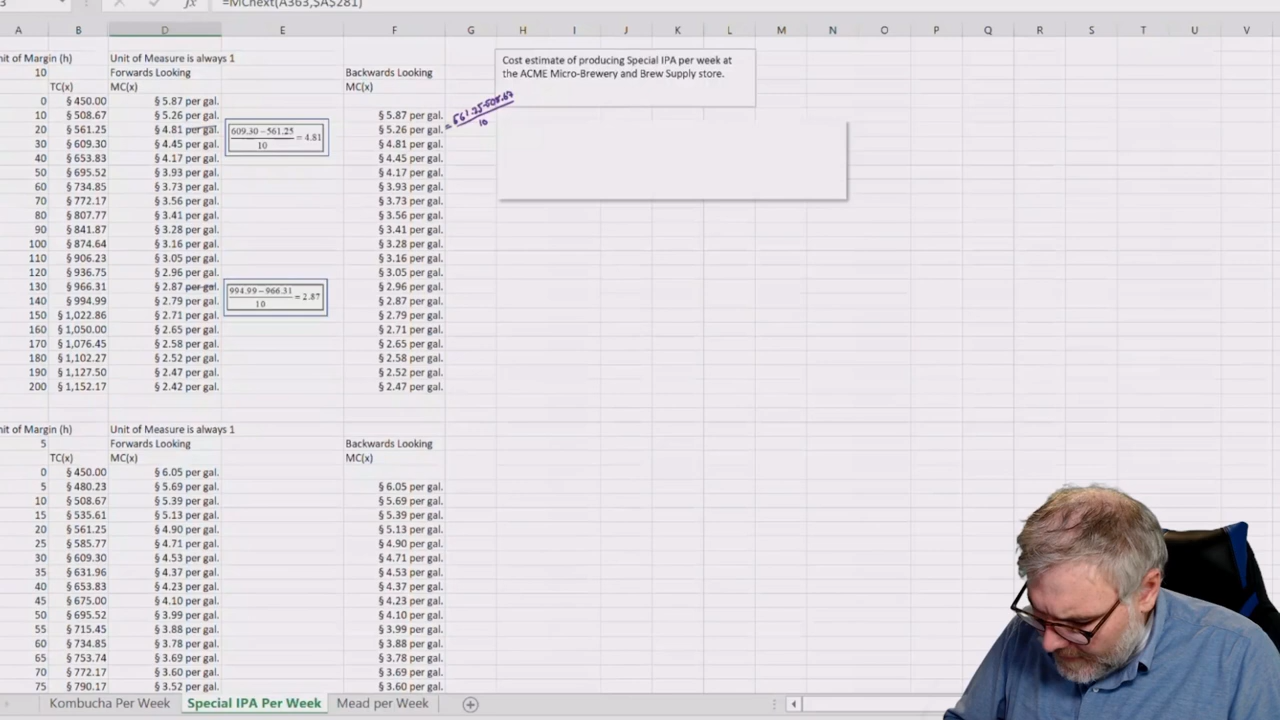 =MCnext(A363,$A$281)
A B D E F G H I J K L M N O P Q R S T U V
nit of Margin (h) Unit of Measure is always 1
10 Forwards Looking Backwards Looking
TC(x) MC(x) MC(x)
0 $ 450.00 $ 5.87 per gal.
10 $ 508.67 $ 5.26 per gal. $ 5.87 per gal.
20 $ 561.25 $ 4.81 per gal. $ 5.26 per gal.
30 $ 609.30 $ 4.45 per gal. $ 4.81 per gal.
40 $ 653.83 $ 4.17 per gal. $ 4.45 per gal.
50 $ 695.52 $ 3.93 per gal. $ 4.17 per gal.
60 $ 734.85 $ 3.73 per gal. $ 3.93 per gal.
70 $ 772.17 $ 3.56 per gal. $ 3.73 per gal.
80 $ 807.77 $ 3.41 per gal. $ 3.56 per gal.
90 $ 841.87 $ 3.28 per gal. $ 3.41 per gal.
100 $ 874.64 $ 3.16 per gal. $ 3.28 per gal.
110 $ 906.23 $ 3.05 per gal. $ 3.16 per gal.
120 $ 936.75 $ 2.96 per gal. $ 3.05 per gal.
130 $ 966.31 $ 2.87 per gal. $ 2.96 per gal.
140 $ 994.99 $ 2.79 per gal. $ 2.87 per gal.
150 $ 1,022.86 $ 2.71 per gal. $ 2.79 per gal.
160 $ 1,050.00 $ 2.65 per gal. $ 2.71 per gal.
170 $ 1,076.45 $ 2.58 per gal. $ 2.65 per gal.
180 $ 1,102.27 $ 2.52 per gal. $ 2.58 per gal.
190 $ 1,127.50 $ 2.47 per gal. $ 2.52 per gal.
200 $ 1,152.17 $ 2.42 per gal. $ 2.47 per gal.
609.30 – 561.25
= 4.81
10
994.99 – 966.31
= 2.87
10
= 561.25-508.67
10
Cost estimate of producing Special IPA per week at
the ACME Micro-Brewery and Brew Supply store.
nit of Margin (h) Unit of Measure is always 1
5 Forwards Looking Backwards Looking
TC(x) MC(x) MC(x)
0 $ 450.00 $ 6.05 per gal.
5 $ 480.23 $ 5.69 per gal. $ 6.05 per gal.
10 $ 508.67 $ 5.39 per gal. $ 5.69 per gal.
15 $ 535.61 $ 5.13 per gal. $ 5.39 per gal.
20 $ 561.25 $ 4.90 per gal. $ 5.13 per gal.
25 $ 585.77 $ 4.71 per gal. $ 4.90 per gal.
30 $ 609.30 $ 4.53 per gal. $ 4.71 per gal.
35 $ 631.96 $ 4.37 per gal. $ 4.53 per gal.
40 $ 653.83 $ 4.23 per gal. $ 4.37 per gal.
45 $ 675.00 $ 4.10 per gal. $ 4.23 per gal.
50 $ 695.52 $ 3.99 per gal. $ 4.10 per gal.
55 $ 715.45 $ 3.88 per gal. $ 3.99 per gal.
60 $ 734.85 $ 3.78 per gal. $ 3.88 per gal.
65 $ 753.74 $ 3.69 per gal. $ 3.78 per gal.
70 $ 772.17 $ 3.60 per gal. $ 3.69 per gal.
75 $ 790.17 $ 3.52 per gal. $ 3.60 per gal.
Kombucha Per Week Special IPA Per Week Mead per Week